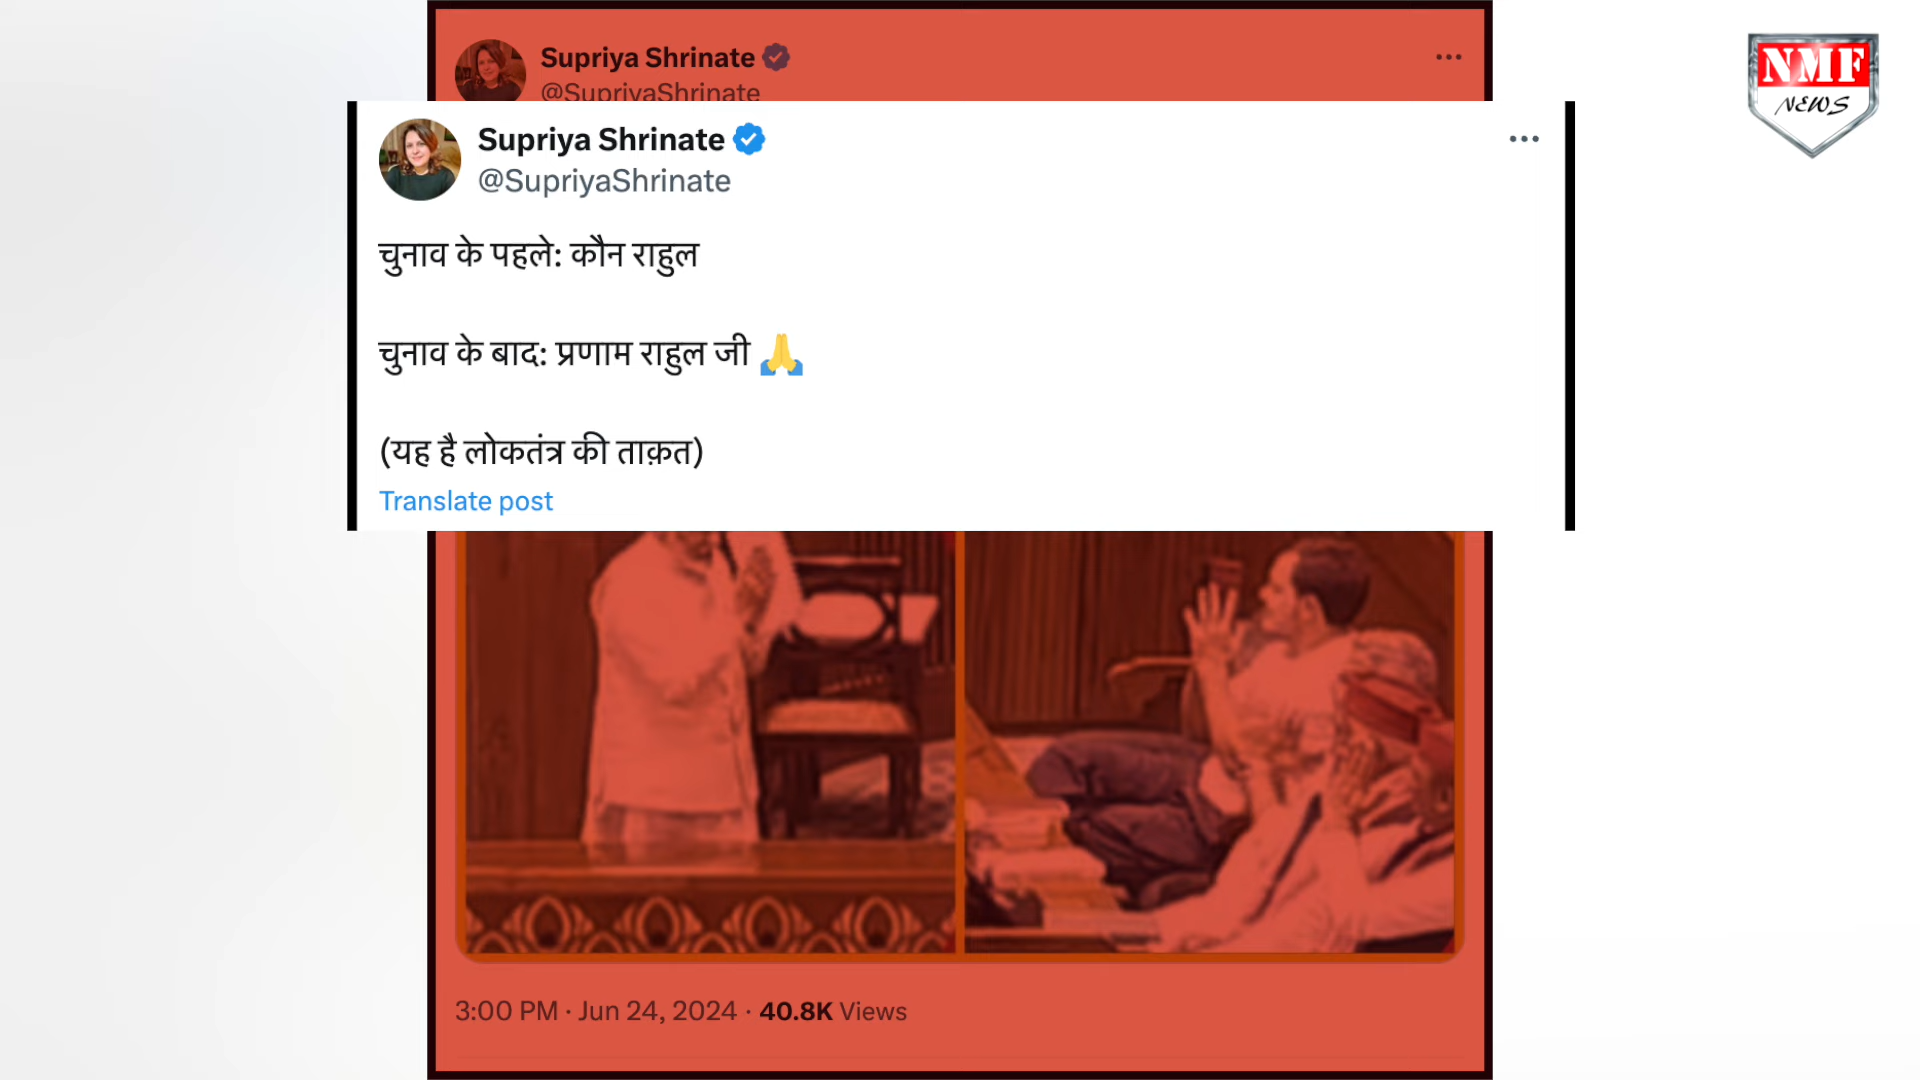 Supriya Shrinate
@SupriyaShrinate
NMF
NEWS
Supriya Shrinate
@SupriyaShrinate
चुनाव के पहले: कौन राहुल
चुनाव के बाद: प्रणाम राहुल जी 🙏
(यह है लोकतंत्र की ताक़त)
Translate post
3:00 PM · Jun 24, 2024 · 40.8K Views